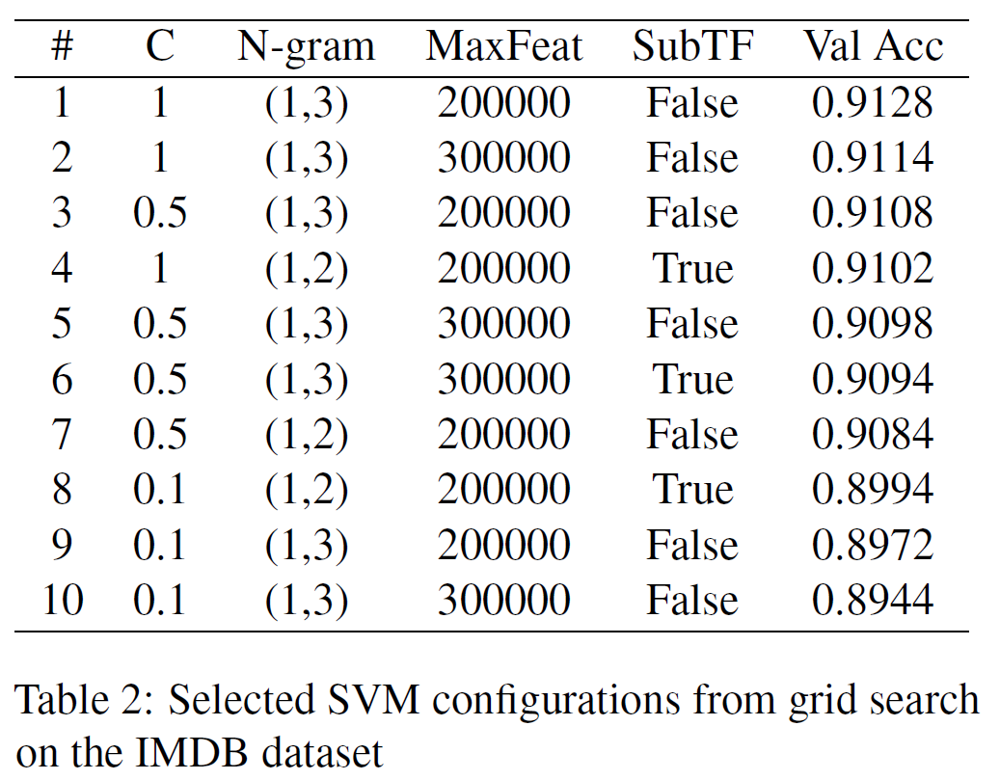 # C N-gram MaxFeat SubTF Val Acc
1 1 (1,3) 200000 False 0.9128
2 1 (1,3) 300000 False 0.9114
3 0.5 (1,3) 200000 False 0.9108
4 1 (1,2) 200000 True 0.9102
5 0.5 (1,3) 300000 False 0.9098
6 0.5 (1,3) 300000 True 0.9094
7 0.5 (1,2) 200000 False 0.9084
8 0.1 (1,2) 200000 True 0.8994
9 0.1 (1,3) 200000 False 0.8972
10 0.1 (1,3) 300000 False 0.8944
Table 2: Selected SVM configurations from grid search
on the IMDB dataset